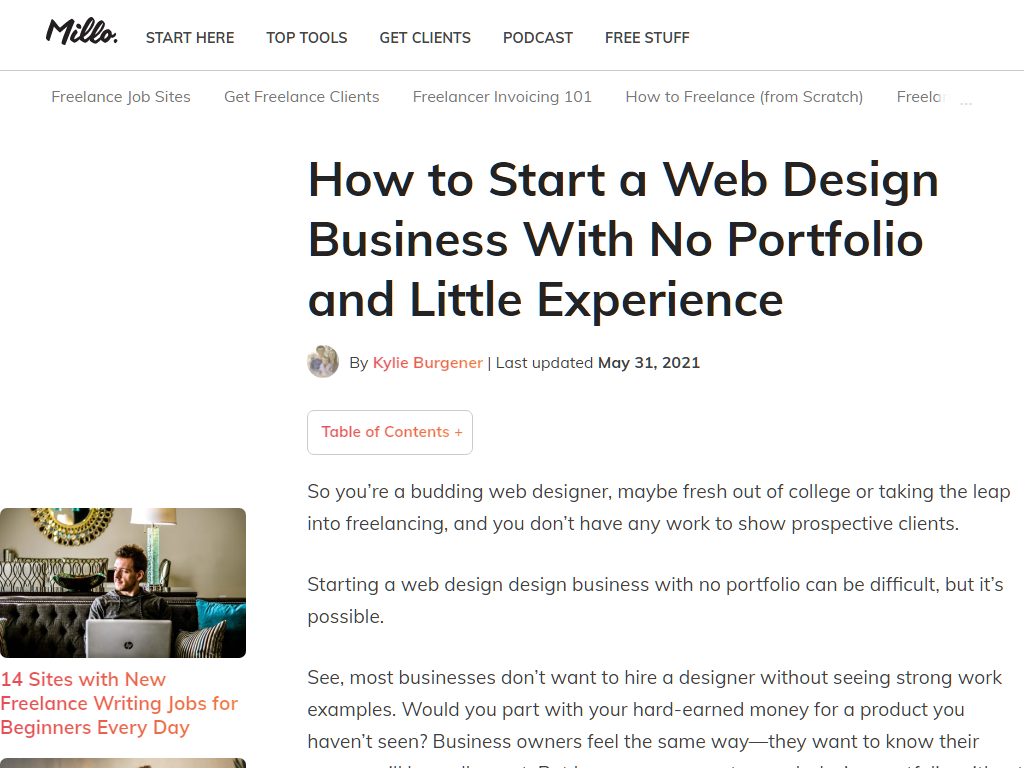 Millo.
START HERE
TOP TOOLS
GET CLIENTS
PODCAST
FREE STUFF
Freelance Job Sites
Get Freelance Clients
Freelancer Invoicing 101
How to Freelance (from Scratch)
...
How to Start a Web Design
Business With No Portfolio
and Little Experience
By Kylie Burgener | Last updated May 31, 2021
Table of Contents +
So you’re a budding web designer, maybe fresh out of college or taking the leap
into freelancing, and you don’t have any work to show prospective clients.
Starting a web design design business with no portfolio can be difficult, but it’s
possible.
See, most businesses don’t want to hire a designer without seeing strong work
examples. Would you part with your hard-earned money for a product you
haven’t seen? Business owners feel the same way—they want to know their
14 Sites with New
Freelance Writing Jobs for
Beginners Every Day